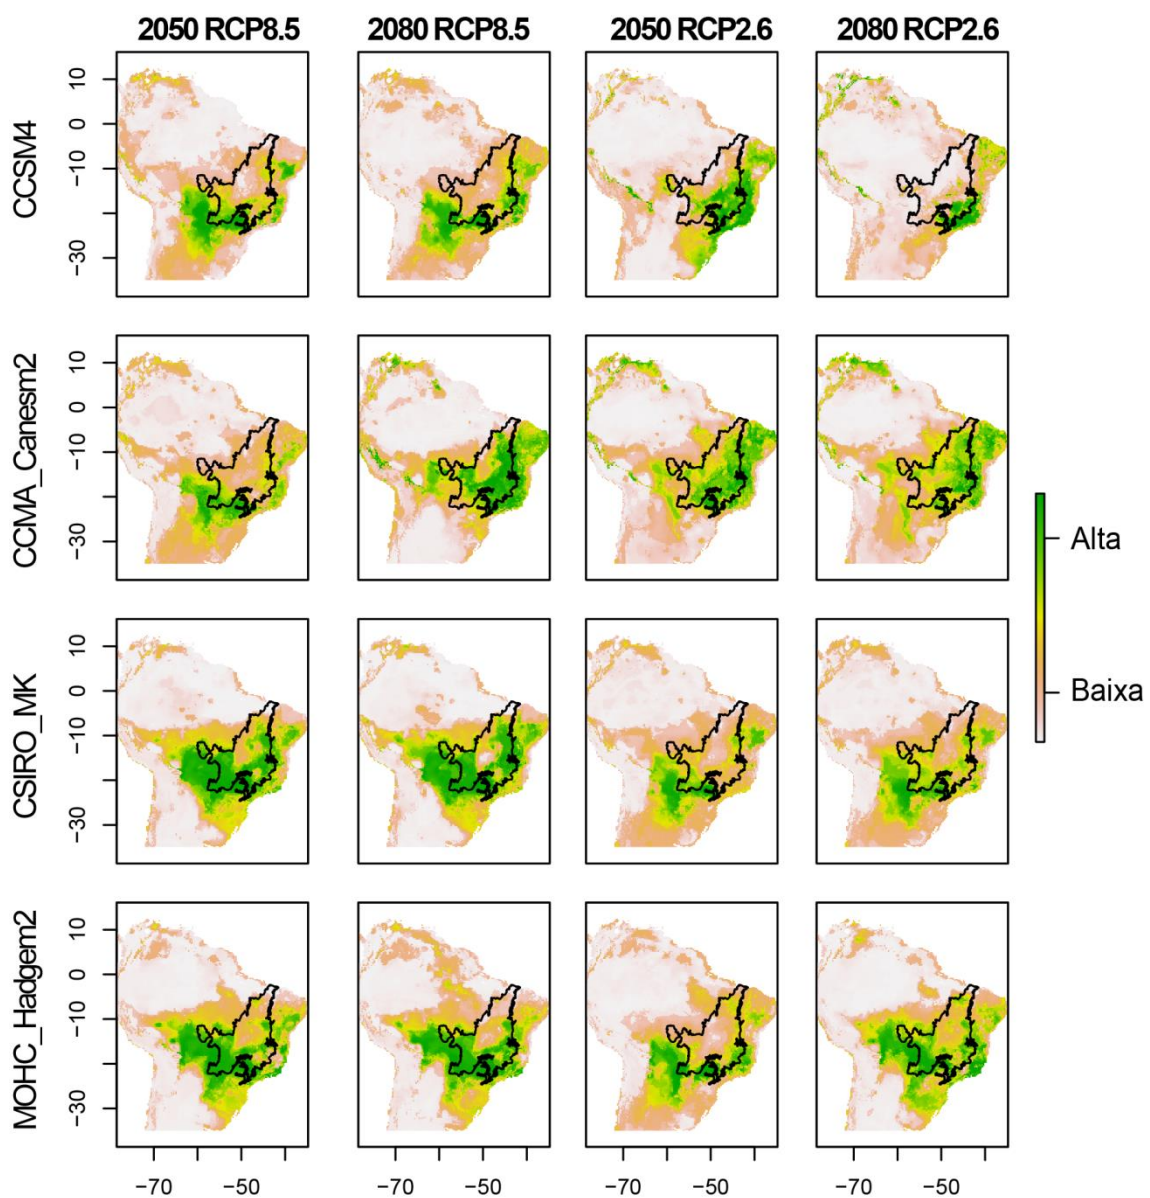 2050 RCP8.5 2080 RCP8.5 2050 RCP2.6 2080 RCP2.6
CCSM4
10
0
−10
−30
CCMA_Canesm2
10
0
−10
−30
Alta
Baixa
CSIRO_MK
10
0
−10
−30
MOHC_Hadgem2
10
0
−10
−30
−70 −50 −70 −50 −70 −50 −70 −50